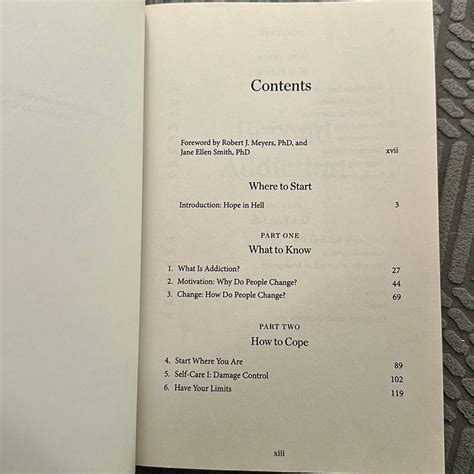 Contents
Foreword by Robert J. Meyers, PhD, and
Jane Ellen Smith, PhD xvii
Where to Start
Introduction: Hope in Hell 3
PART ONE
What to Know
1. What Is Addiction? 27
2. Motivation: Why Do People Change? 44
3. Change: How Do People Change? 69
PART TWO
How to Cope
4. Start Where You Are 89
5. Self-Care I: Damage Control 102
6. Have Your Limits 119
xiii